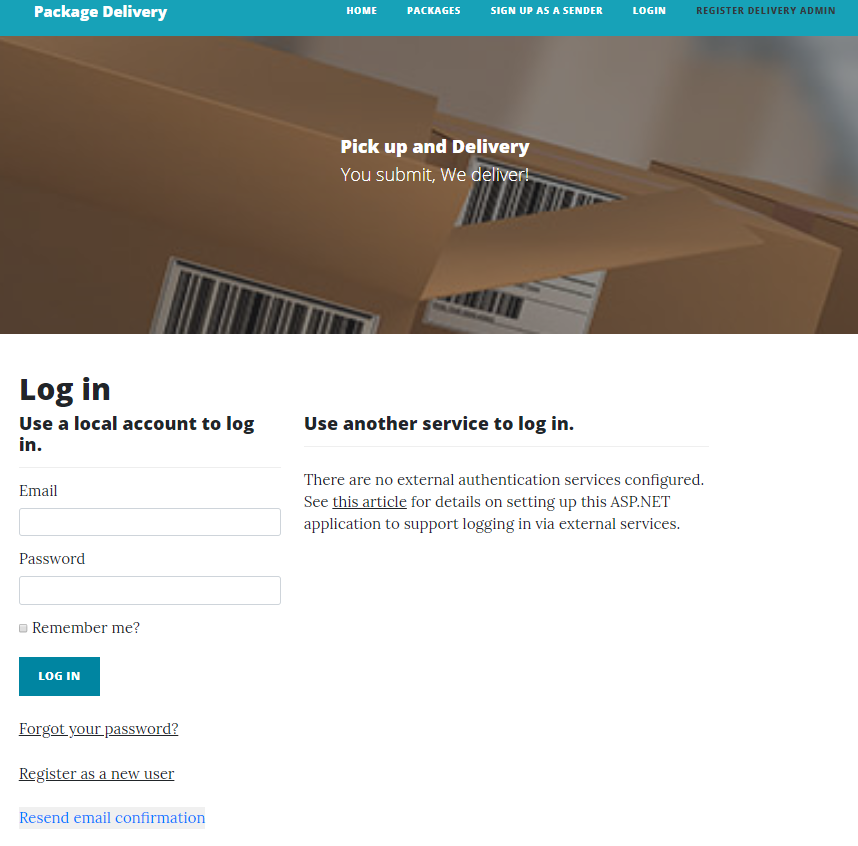 Package Delivery
HOME PACKAGES SIGN UP AS A SENDER LOGIN REGISTER DELIVERY ADMIN
Pick up and Delivery
You submit, We deliver!
Log in
Use a local account to log
in.
Email
Password
Remember me?
LOG IN
Forgot your password?
Register as a new user
Resend email confirmation
Use another service to log in.
There are no external authentication services configured.
See this article for details on setting up this ASP.NET
application to support logging in via external services.